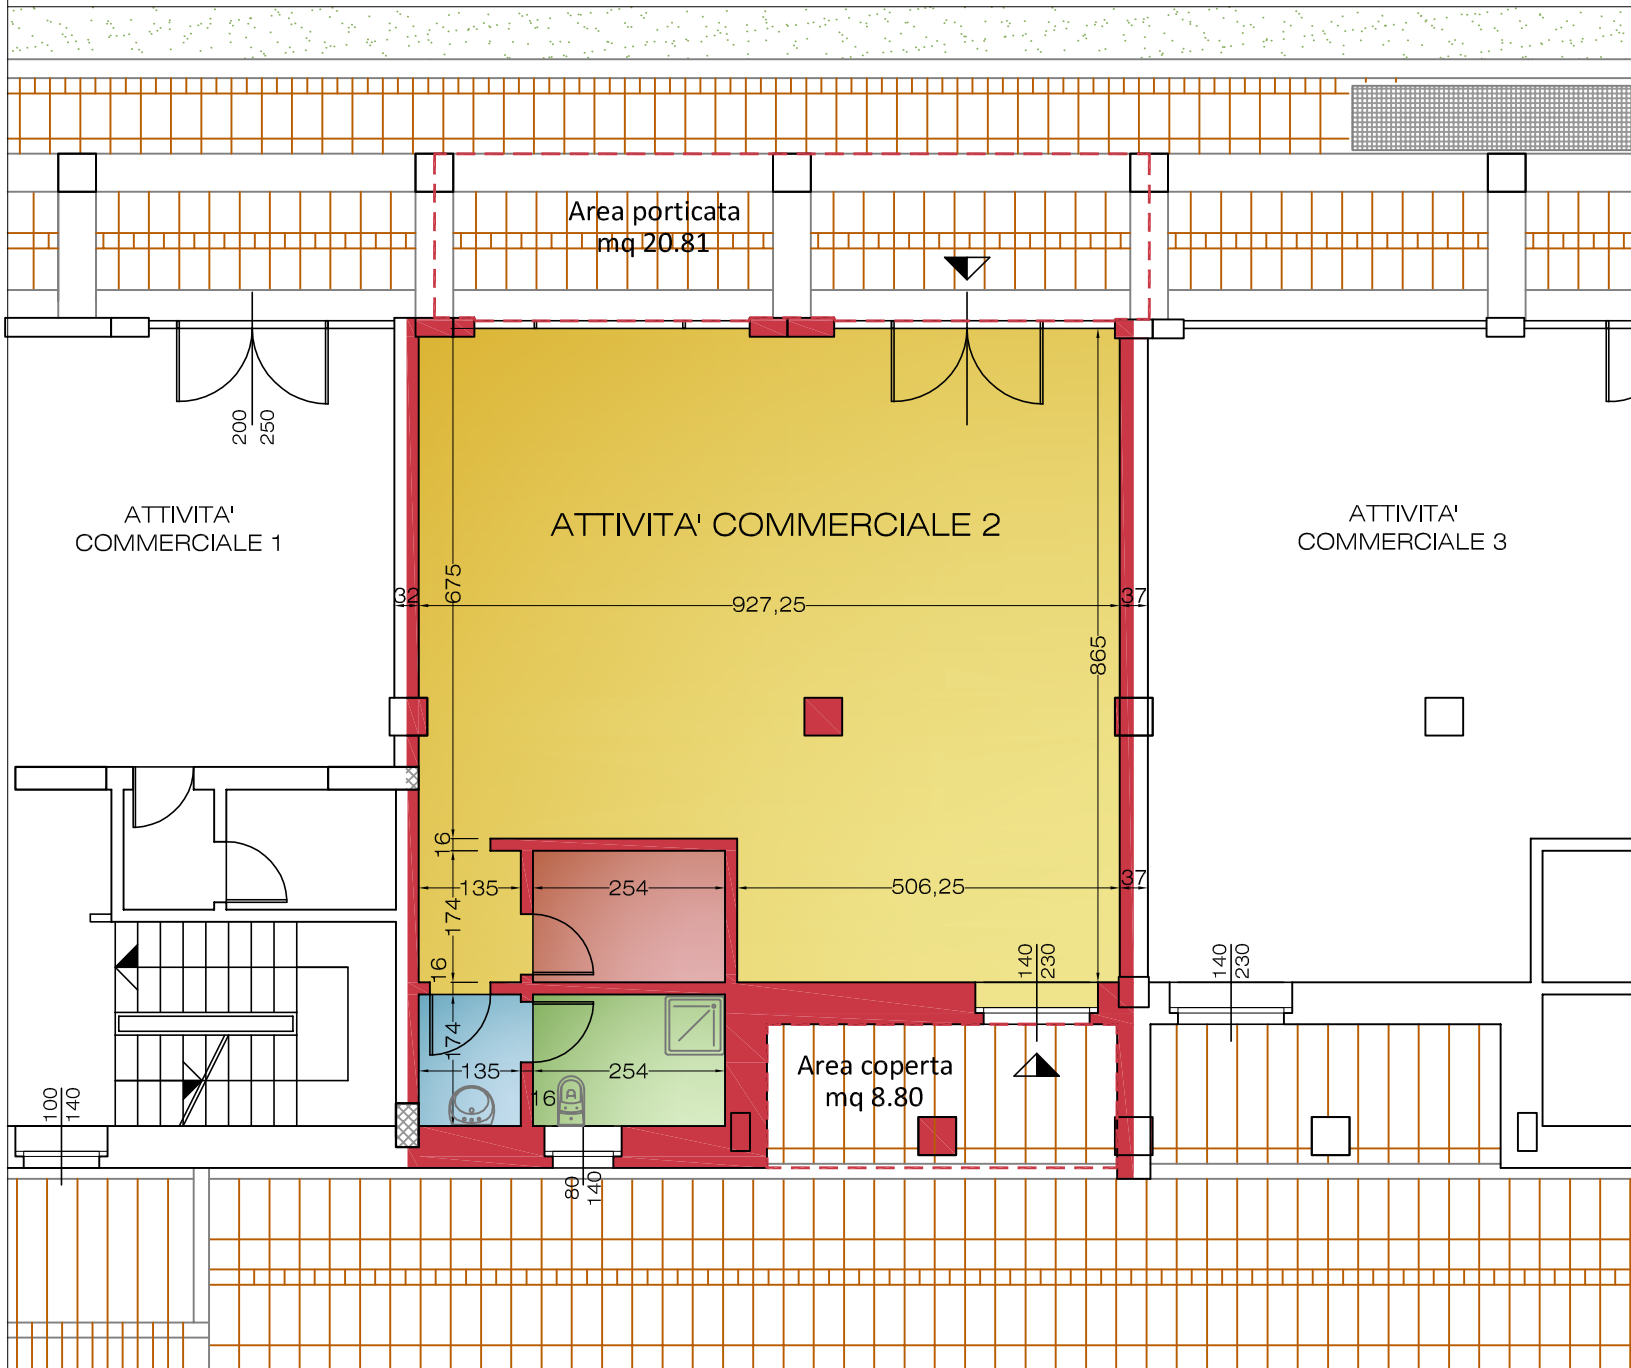 Area porticata
mq 20.81
200
250
ATTIVITA'
COMMERCIALE 1
ATTIVITA' COMMERCIALE 2
ATTIVITA'
COMMERCIALE 3
675
32
927,25
37
865
16
135
254
506,25
37
174
16
140
230
140
230
174
135
254
16
Area coperta
mq 8.80
100
140
80
140